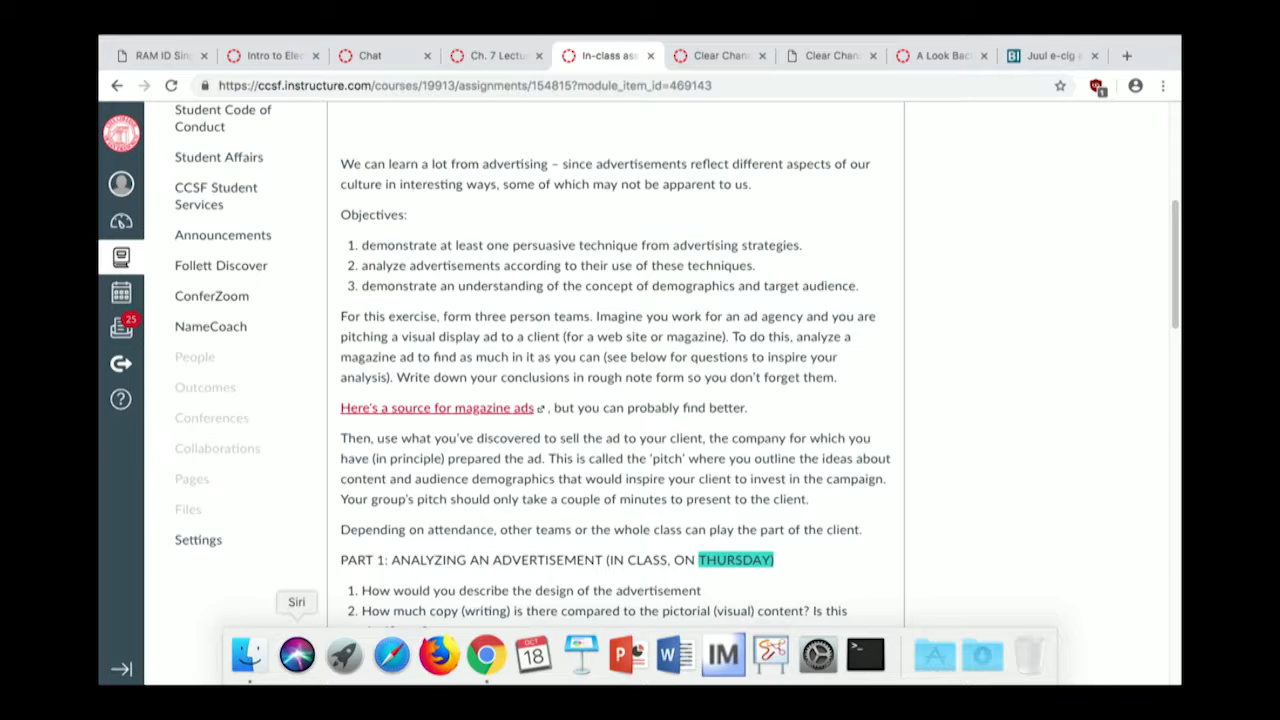 RAM ID Sin
Intro to Elec
Chat
Ch. 7 Lectu
In-class ass
Clear Chan
Clear Chan
A Look Bac
BI Juul e-cig
https://ccsf.instructure.com/courses/19913/assignments/154815?module_item_id=469143
1
25
Student Code of
Conduct
Student Affairs
CCSF Student
Services
Announcements
Follett Discover
ConferZoom
NameCoach
People
Outcomes
Conferences
Collaborations
Pages
Files
Settings
We can learn a lot from advertising – since advertisements reflect different aspects of our
culture in interesting ways, some of which may not be apparent to us.
Objectives:
1. demonstrate at least one persuasive technique from advertising strategies.
2. analyze advertisements according to their use of these techniques.
3. demonstrate an understanding of the concept of demographics and target audience.
For this exercise, form three person teams. Imagine you work for an ad agency and you are
pitching a visual display ad to a client (for a web site or magazine). To do this, analyze a
magazine ad to find as much in it as you can (see below for questions to inspire your
analysis). Write down your conclusions in rough note form so you don't forget them.
Here's a source for magazine ads , but you can probably find better.
Then, use what you've discovered to sell the ad to your client, the company for which you
have (in principle) prepared the ad. This is called the 'pitch' where you outline the ideas about
content and audience demographics that would inspire your client to invest in the campaign.
Your group's pitch should only take a couple of minutes to present to the client.
Depending on attendance, other teams or the whole class can play the part of the client.
PART 1: ANALYZING AN ADVERTISEMENT (IN CLASS, ON THURSDAY)
1. How would you describe the design of the advertisement
2. How much copy (writing) is there compared to the pictorial (visual) content? Is this
Siri
OCT
18
P
W
IM